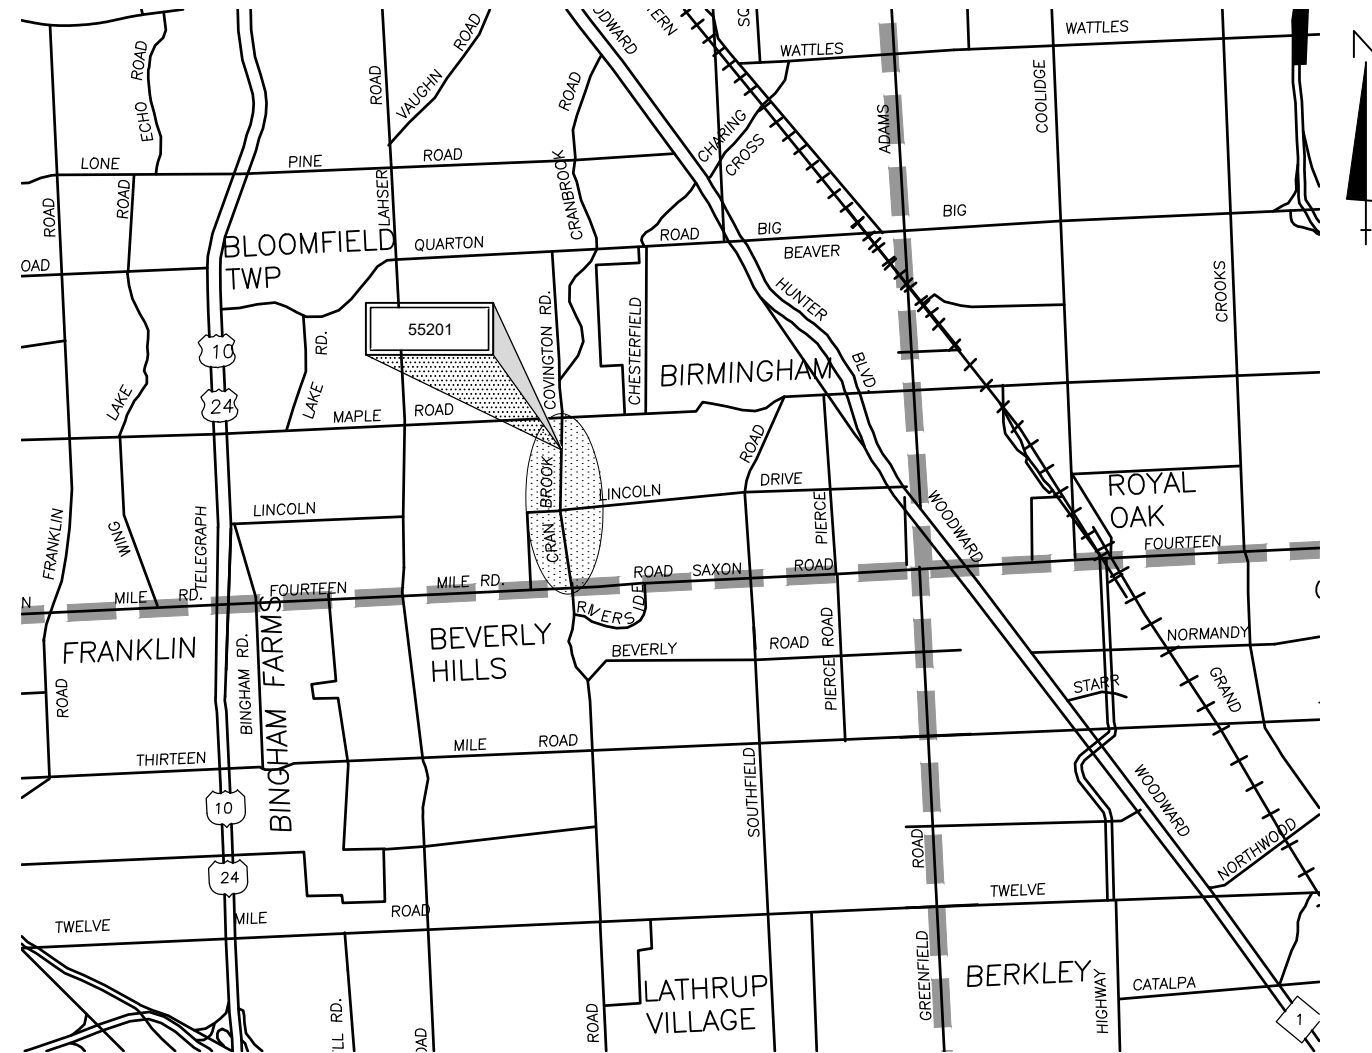 WATTLES
WATTLES
ROAD
ROAD
ROAD
ROAD
VAUGHN
ECHO
COOLIDGE
ADAMS
CHARING
CROSS
LONE
PINE
ROAD
CRANBROOK
ROAD
ROAD
LAHSER
BIG
BLOOMFIELD
TWP
QUARTON
ROAD
BIG
BEAVER
OAD
HUNTER
CROOKS
COVINGTON RD.
CHESTERFIELD
55201
10
RD.
LAKE
BIRMINGHAM
BLVD.
24
LAKE
MAPLE
ROAD
ROAD
CRAN BROOK
LINCOLN
DRIVE
ROYAL
OAK
LINCOLN
PIERCE
WOODWARD
FRANKLIN
WING
TELEGRAPH
FOURTEEN
N
MILE
RD.
FOURTEEN
MILE RD.
ROAD
SAXON
ROAD
RIVERSIDE
FRANKLIN
BINGHAM RD.
BINGHAM FARMS
BEVERLY
HILLS
BEVERLY
ROAD
PIERCE ROAD
NORMANDY
ROAD
STARR
GRAND
THIRTEEN
MILE
ROAD
SOUTHFIELD
WOODWARD
10
24
ROAD
NORTHWOOD
TWELVE
TWELVE
MILE
ROAD
GREENFIELD
BERKLEY
LATHRUP
VILLAGE
HIGHWAY
CATALPA
LL RD.
OAD
ROAD
1